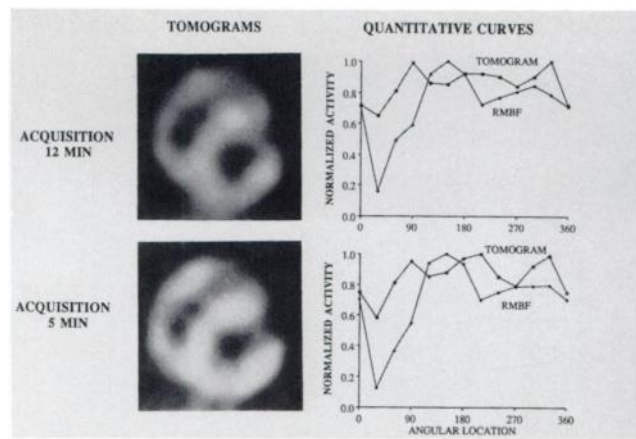 TOMOGRAMS
QUANTITATIVE CURVES
ACQUISITION
12 MIN
NORMALIZED ACTIVITY
1.0
0.8
0.6
0.4
0.2
0.0
TOMOGRAM
RMBF
0 90 180 270 360
ACQUISITION
5 MIN
NORMALIZED ACTIVITY
1.0
0.8
0.6
0.4
0.2
0.0
TOMOGRAM
RMBF
0 90 180 270 360
ANGULAR LOCATION